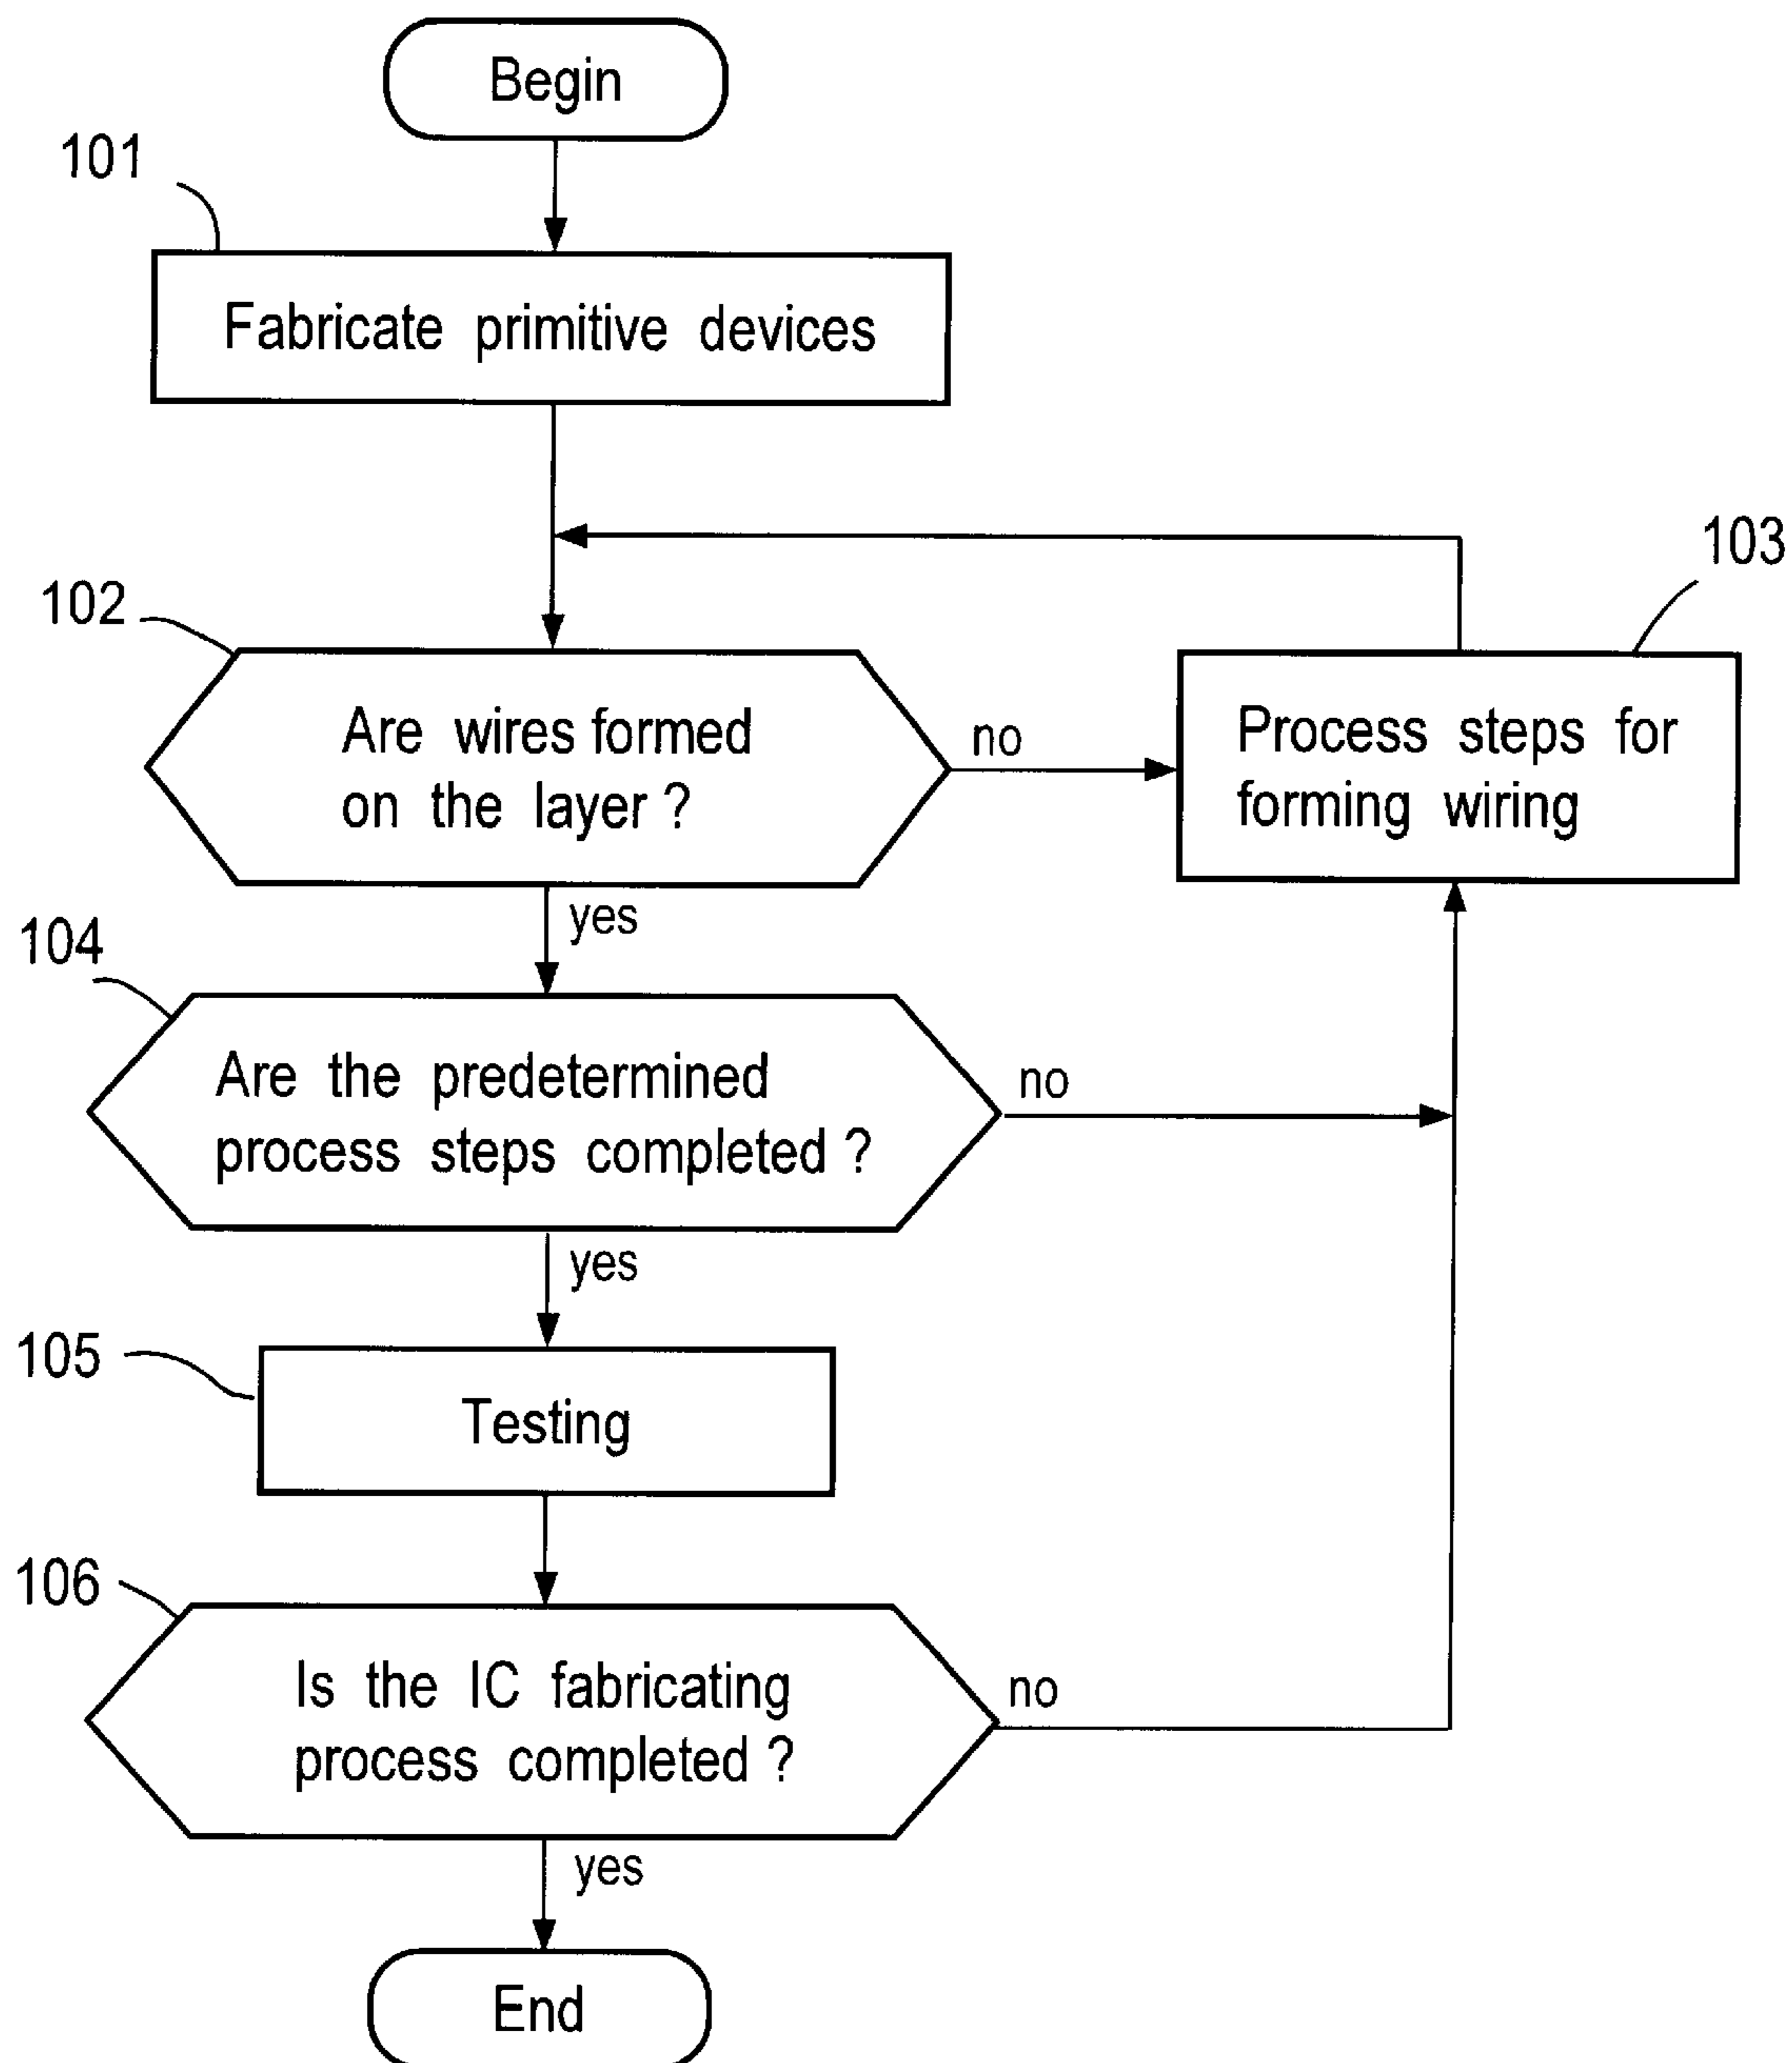 Begin
101
Fabricate primitive devices
103
102
Are wires formed
on the layer ?
no
Process steps for
forming wiring
yes
104
Are the predetermined
process steps completed ?
no
yes
105
Testing
106
Is the IC fabricating
process completed ?
no
yes
End